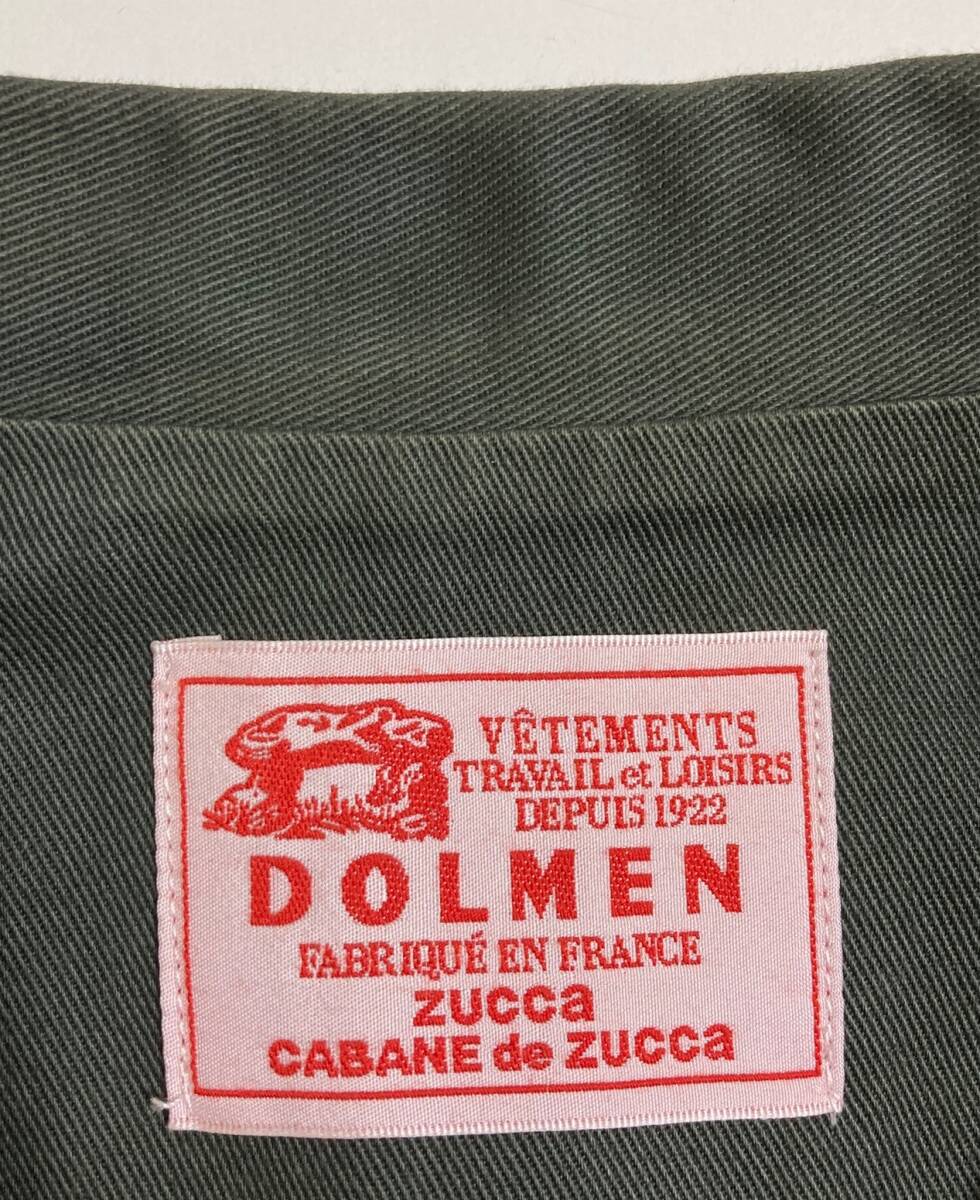 VÊTEMENTS
TRAVAIL et LOISIRS
DEPUIS 1922
DOLMEN
FABRIQUÉ EN FRANCE
zucca
CABANE de zucca